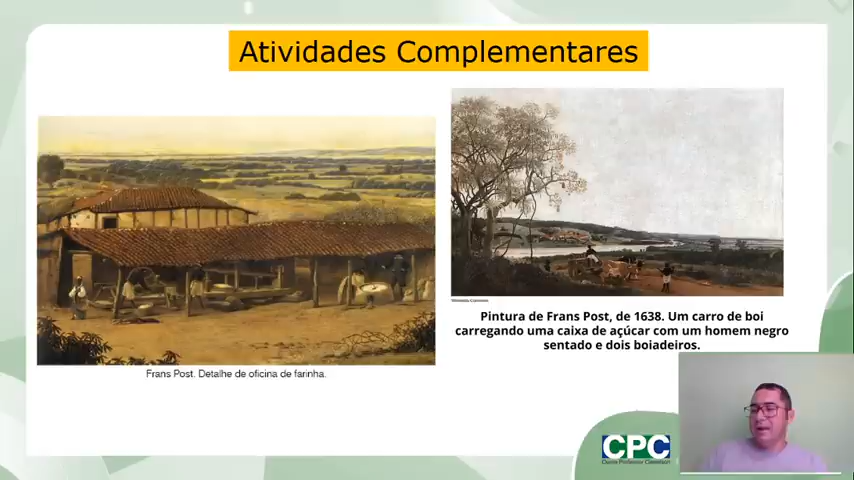 Atividades Complementares
Frans Post. Detalhe de oficina de farinha.
Pintura de Frans Post, de 1638. Um carro de boi
carregando uma caixa de açúcar com um homem negro
sentado e dois boiadeiros.
CPC